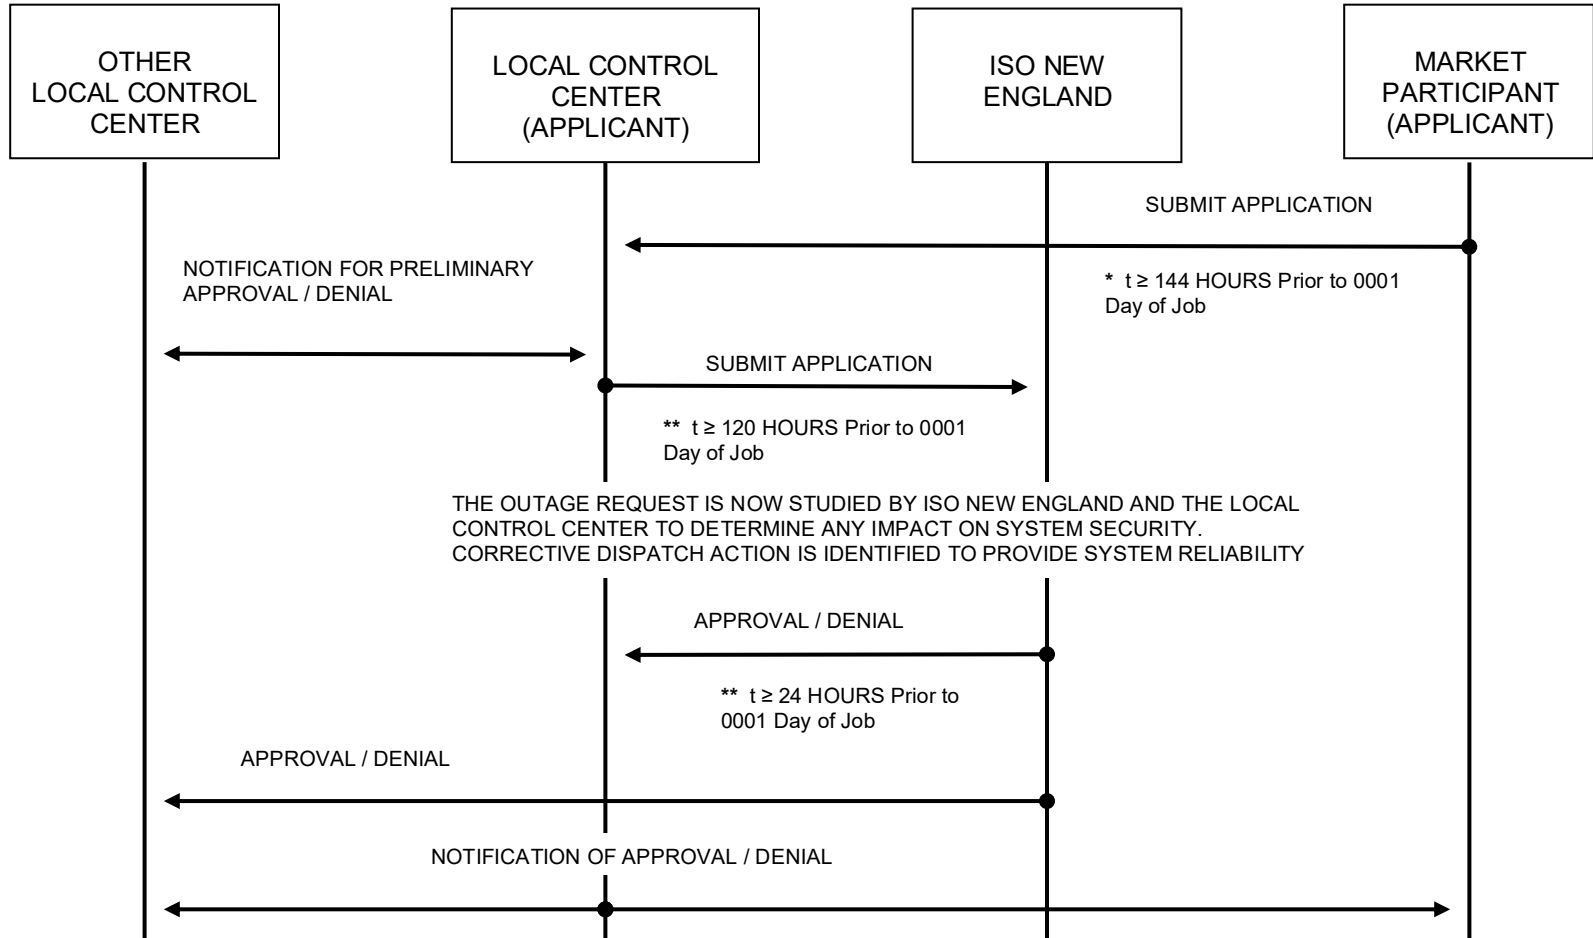 OTHER
LOCAL CONTROL
CENTER
LOCAL CONTROL
CENTER
(APPLICANT)
ISO NEW
ENGLAND
MARKET
PARTICIPANT
(APPLICANT)
SUBMIT APPLICATION
* t ≥ 144 HOURS Prior to 0001
Day of Job
NOTIFICATION FOR PRELIMINARY
APPROVAL / DENIAL
SUBMIT APPLICATION
** t ≥ 120 HOURS Prior to 0001
Day of Job
THE OUTAGE REQUEST IS NOW STUDIED BY ISO NEW ENGLAND AND THE LOCAL
CONTROL CENTER TO DETERMINE ANY IMPACT ON SYSTEM SECURITY.
CORRECTIVE DISPATCH ACTION IS IDENTIFIED TO PROVIDE SYSTEM RELIABILITY
APPROVAL / DENIAL
** t ≥ 24 HOURS Prior to
0001 Day of Job
APPROVAL / DENIAL
NOTIFICATION OF APPROVAL / DENIAL